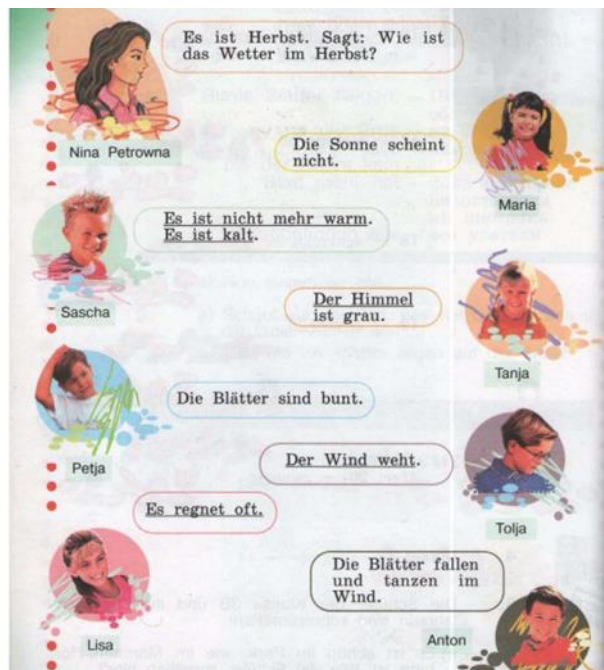 Es ist Herbst. Sagt: Wie ist
das Wetter im Herbst?
Nina Petrowna
Die Sonne scheint
nicht.
Maria
Es ist nicht mehr warm.
Es ist kalt.
Sascha
Der Himmel
ist grau.
Tanja
Die Blätter sind bunt.
Petja
Der Wind weht.
Tolja
Es regnet oft.
Lisa
Die Blätter fallen
und tanzen im
Wind.
Anton